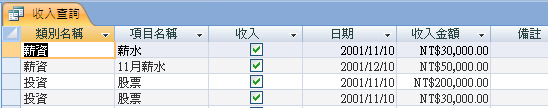 收入查詢
類別名稱 項目名稱 收入 日期 收入金額 備註
薪資 薪水 2001/11/10 NT$30,000.00
薪資 11月薪水 2001/12/10 NT$50,000.00
投資 股票 2001/11/10 NT$200,000.00
投資 股票 2001/11/10 NT$30,000.00